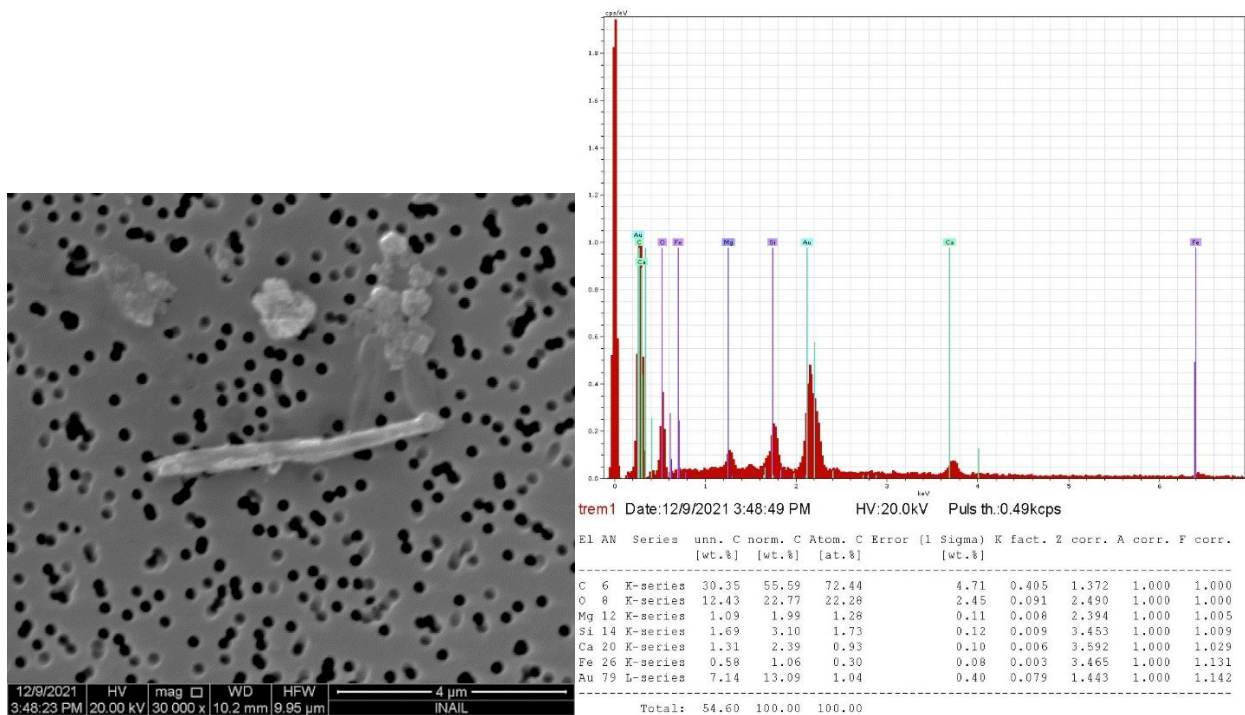 cps/eV
1.8
1.6
1.4
1.2
1.0
0.8
0.6
0.4
0.2
0.0
Au
C
Ca
O
Fe
Mg
Si
Au
Ca
Fe
0 1 2 3 4 5 6
keV
trem1 Date:12/9/2021 3:48:49 PM HV:20.0kV Puls th.:0.49kcps
El AN Series unn. C norm. C Atom. C Error (1 Sigma) K fact. Z corr. A corr. F corr.
[wt.%] [wt.%] [at.%] [wt.%]
C 6 K-series 30.35 55.59 72.44 4.71 0.405 1.372 1.000 1.000
O 8 K-series 12.43 22.77 22.28 2.45 0.091 2.490 1.000 1.000
Mg 12 K-series 1.09 1.99 1.28 0.11 0.008 2.394 1.000 1.005
Si 14 K-series 1.69 3.10 1.73 0.12 0.009 3.453 1.000 1.009
Ca 20 K-series 1.31 2.39 0.93 0.10 0.006 3.592 1.000 1.029
Fe 26 K-series 0.58 1.06 0.30 0.08 0.003 3.465 1.000 1.131
Au 79 L-series 7.14 13.09 1.04 0.40 0.079 1.443 1.000 1.142
Total: 54.60 100.00 100.00
12/9/2021 HV mag WD HFW 4 µm
3:48:23 PM 20.00 kV 30 000 x 10.2 mm 9.95 µm INAIL